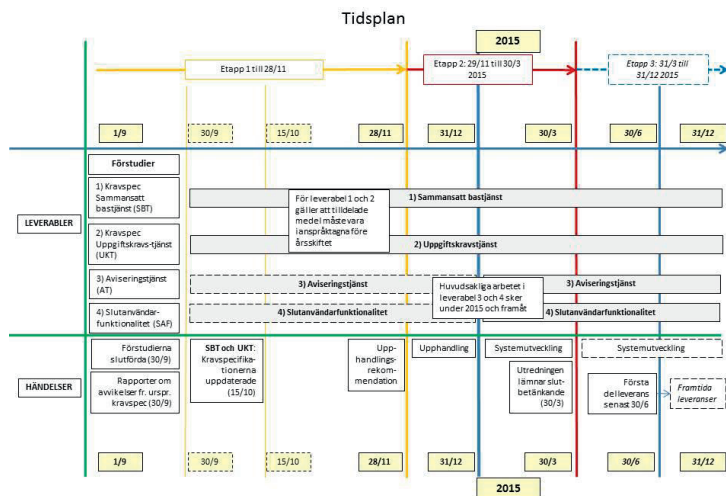 Tidsplan
2015
Etapp 1 till 28/11
Etapp 2: 29/11 till 30/3
2015
Etapp 3: 31/3 till
31/12 2015
1/9
30/9
15/10
28/11
31/12
30/3
30/6
31/12
LEVERABLER
Förstudier
1) Kravspec
Sammansatt
bastjänst (SBT)
2) Kravspec
Uppgiftskravs-tjänst
(UKT)
3) Aviseringstjänst
(AT)
4) Slutanvändar-
funktionalitet (SAF)
För leverabel 1 och 2
gäller att tilldelade
medel måste vara
ianspråktagna före
årsskiftet
1) Sammansatt bastjänst
2) Uppgiftskravtjänst
3) Aviseringstjänst
Huvudsakliga arbetet i
leverabel 3 och 4 sker
under 2015 och framåt
3) Aviseringstjänst
4) Slutanvändarfunktionalitet
4) Slutanvändarfunktionalitet
HÄNDELSER
Förstudierna
slutförda (30/9)
Rapporter om
avvikelser fr. urspr.
kravspec (30/9)
SBT och UKT:
Kravspecifika-
tionerna
uppdaterade
(15/10)
Upp-
handlings-
rekom-
mendation
Upphandling
Systemutveckling
Utredningen
lämnar slut-
betänkande
(30/3)
Systemutveckling
Första
delleverans
senast 30/6
Framtida
leveranser
1/9
30/9
15/10
28/11
31/12
30/3
30/6
31/12
2015